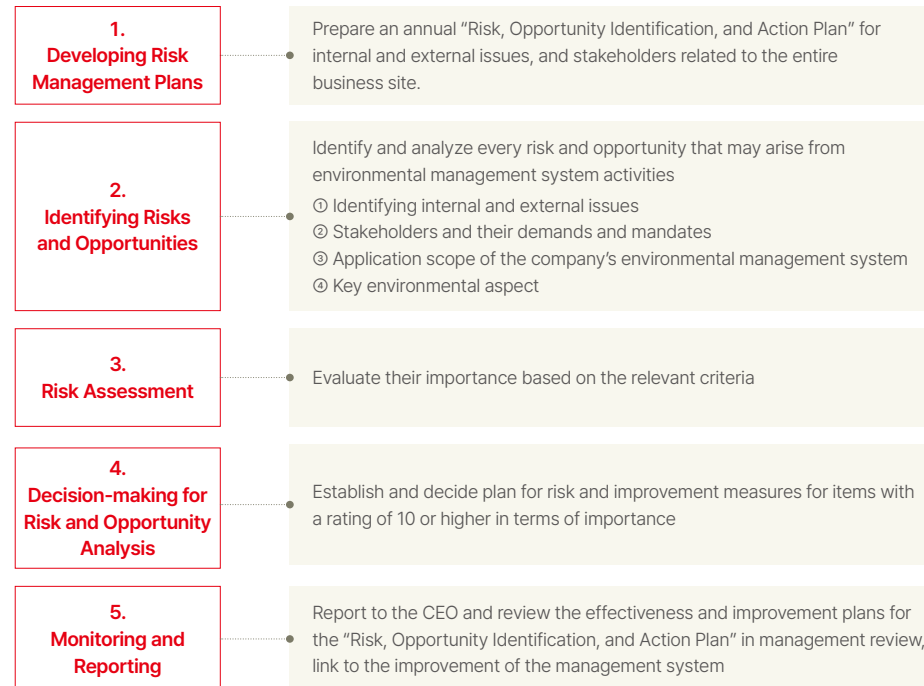 1.
Developing Risk
Management Plans
Prepare an annual “Risk, Opportunity Identification, and Action Plan” for
internal and external issues, and stakeholders related to the entire
business site.
2.
Identifying Risks
and Opportunities
Identify and analyze every risk and opportunity that may arise from
environmental management system activities
① Identifying internal and external issues
② Stakeholders and their demands and mandates
③ Application scope of the company’s environmental management system
④ Key environmental aspect
3.
Risk Assessment
Evaluate their importance based on the relevant criteria
4.
Decision-making for
Risk and Opportunity
Analysis
Establish and decide plan for risk and improvement measures for items with
a rating of 10 or higher in terms of importance
5.
Monitoring and
Reporting
Report to the CEO and review the effectiveness and improvement plans for
the “Risk, Opportunity Identification, and Action Plan” in management review,
link to the improvement of the management system